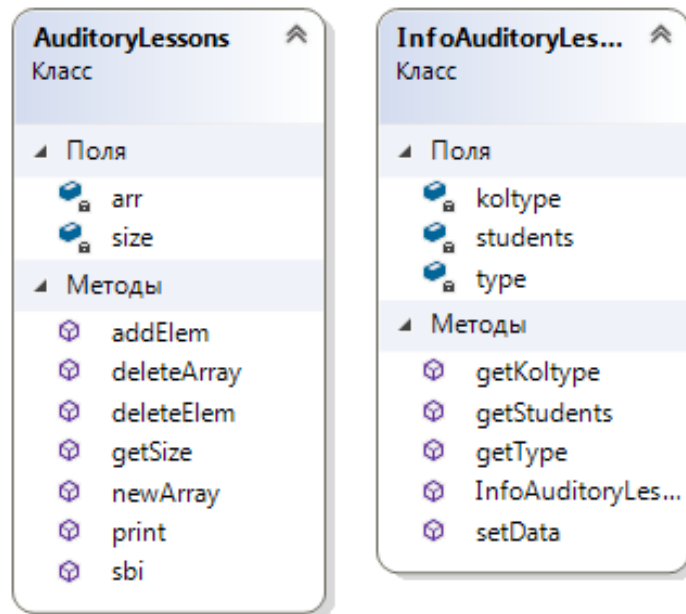 AuditoryLessons
Класс
Поля
arr
size
Методы
addElem
deleteArray
deleteElem
getSize
newArray
print
sbi
InfoAuditoryLes...
Класс
Поля
koltype
students
type
Методы
getKoltype
getStudents
getType
InfoAuditoryLes...
setData